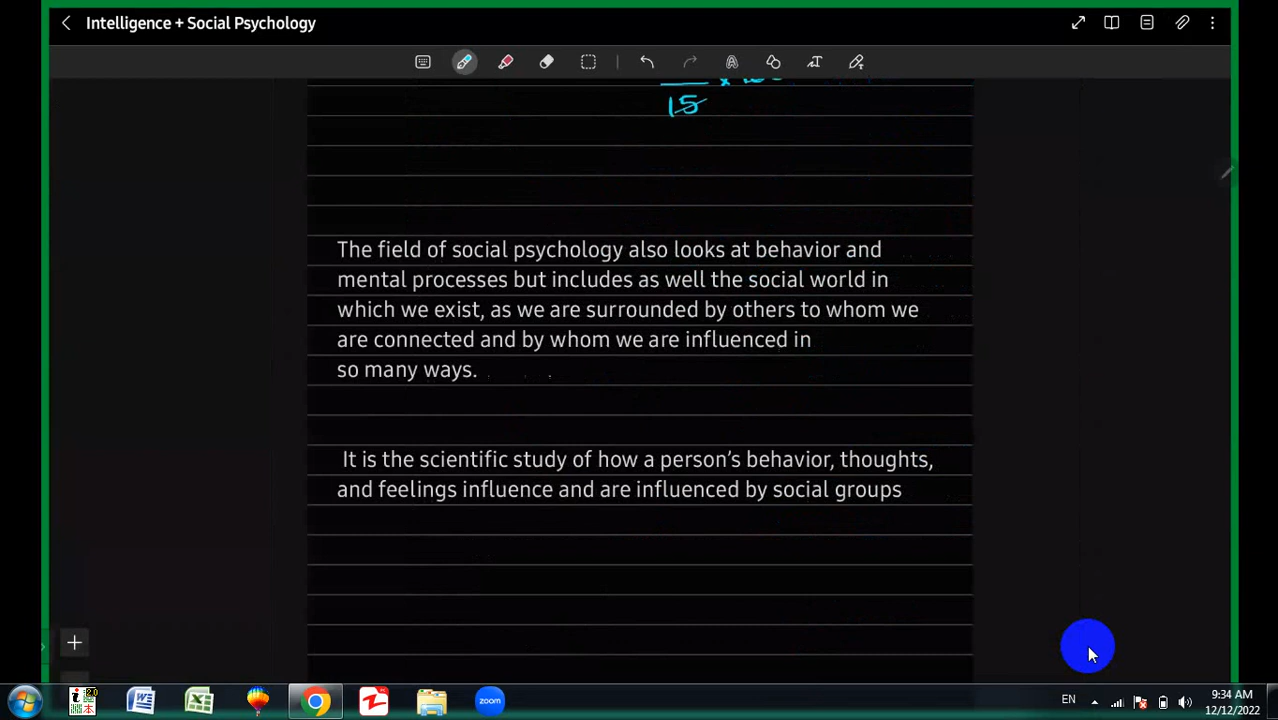 Intelligence + Social Psychology
15
The field of social psychology also looks at behavior and
mental processes but includes as well the social world in
which we exist, as we are surrounded by others to whom we
are connected and by whom we are influenced in
so many ways.
It is the scientific study of how a person's behavior, thoughts,
and feelings influence and are influenced by social groups
zoom
EN
9:34 AM
12/12/2022